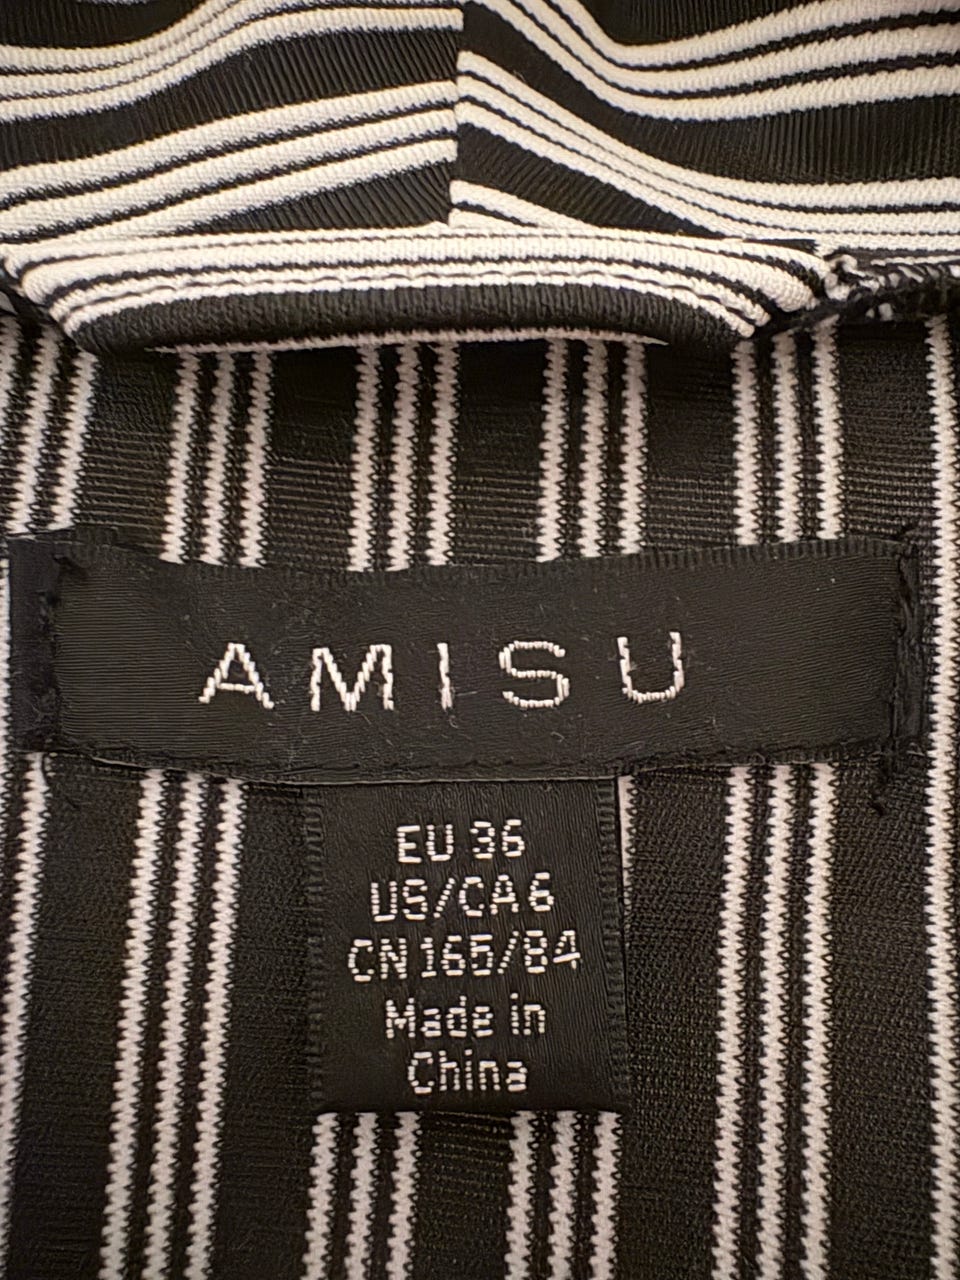 AMISU
EU 36
US/CA 6
CN 165/84
Made in
China